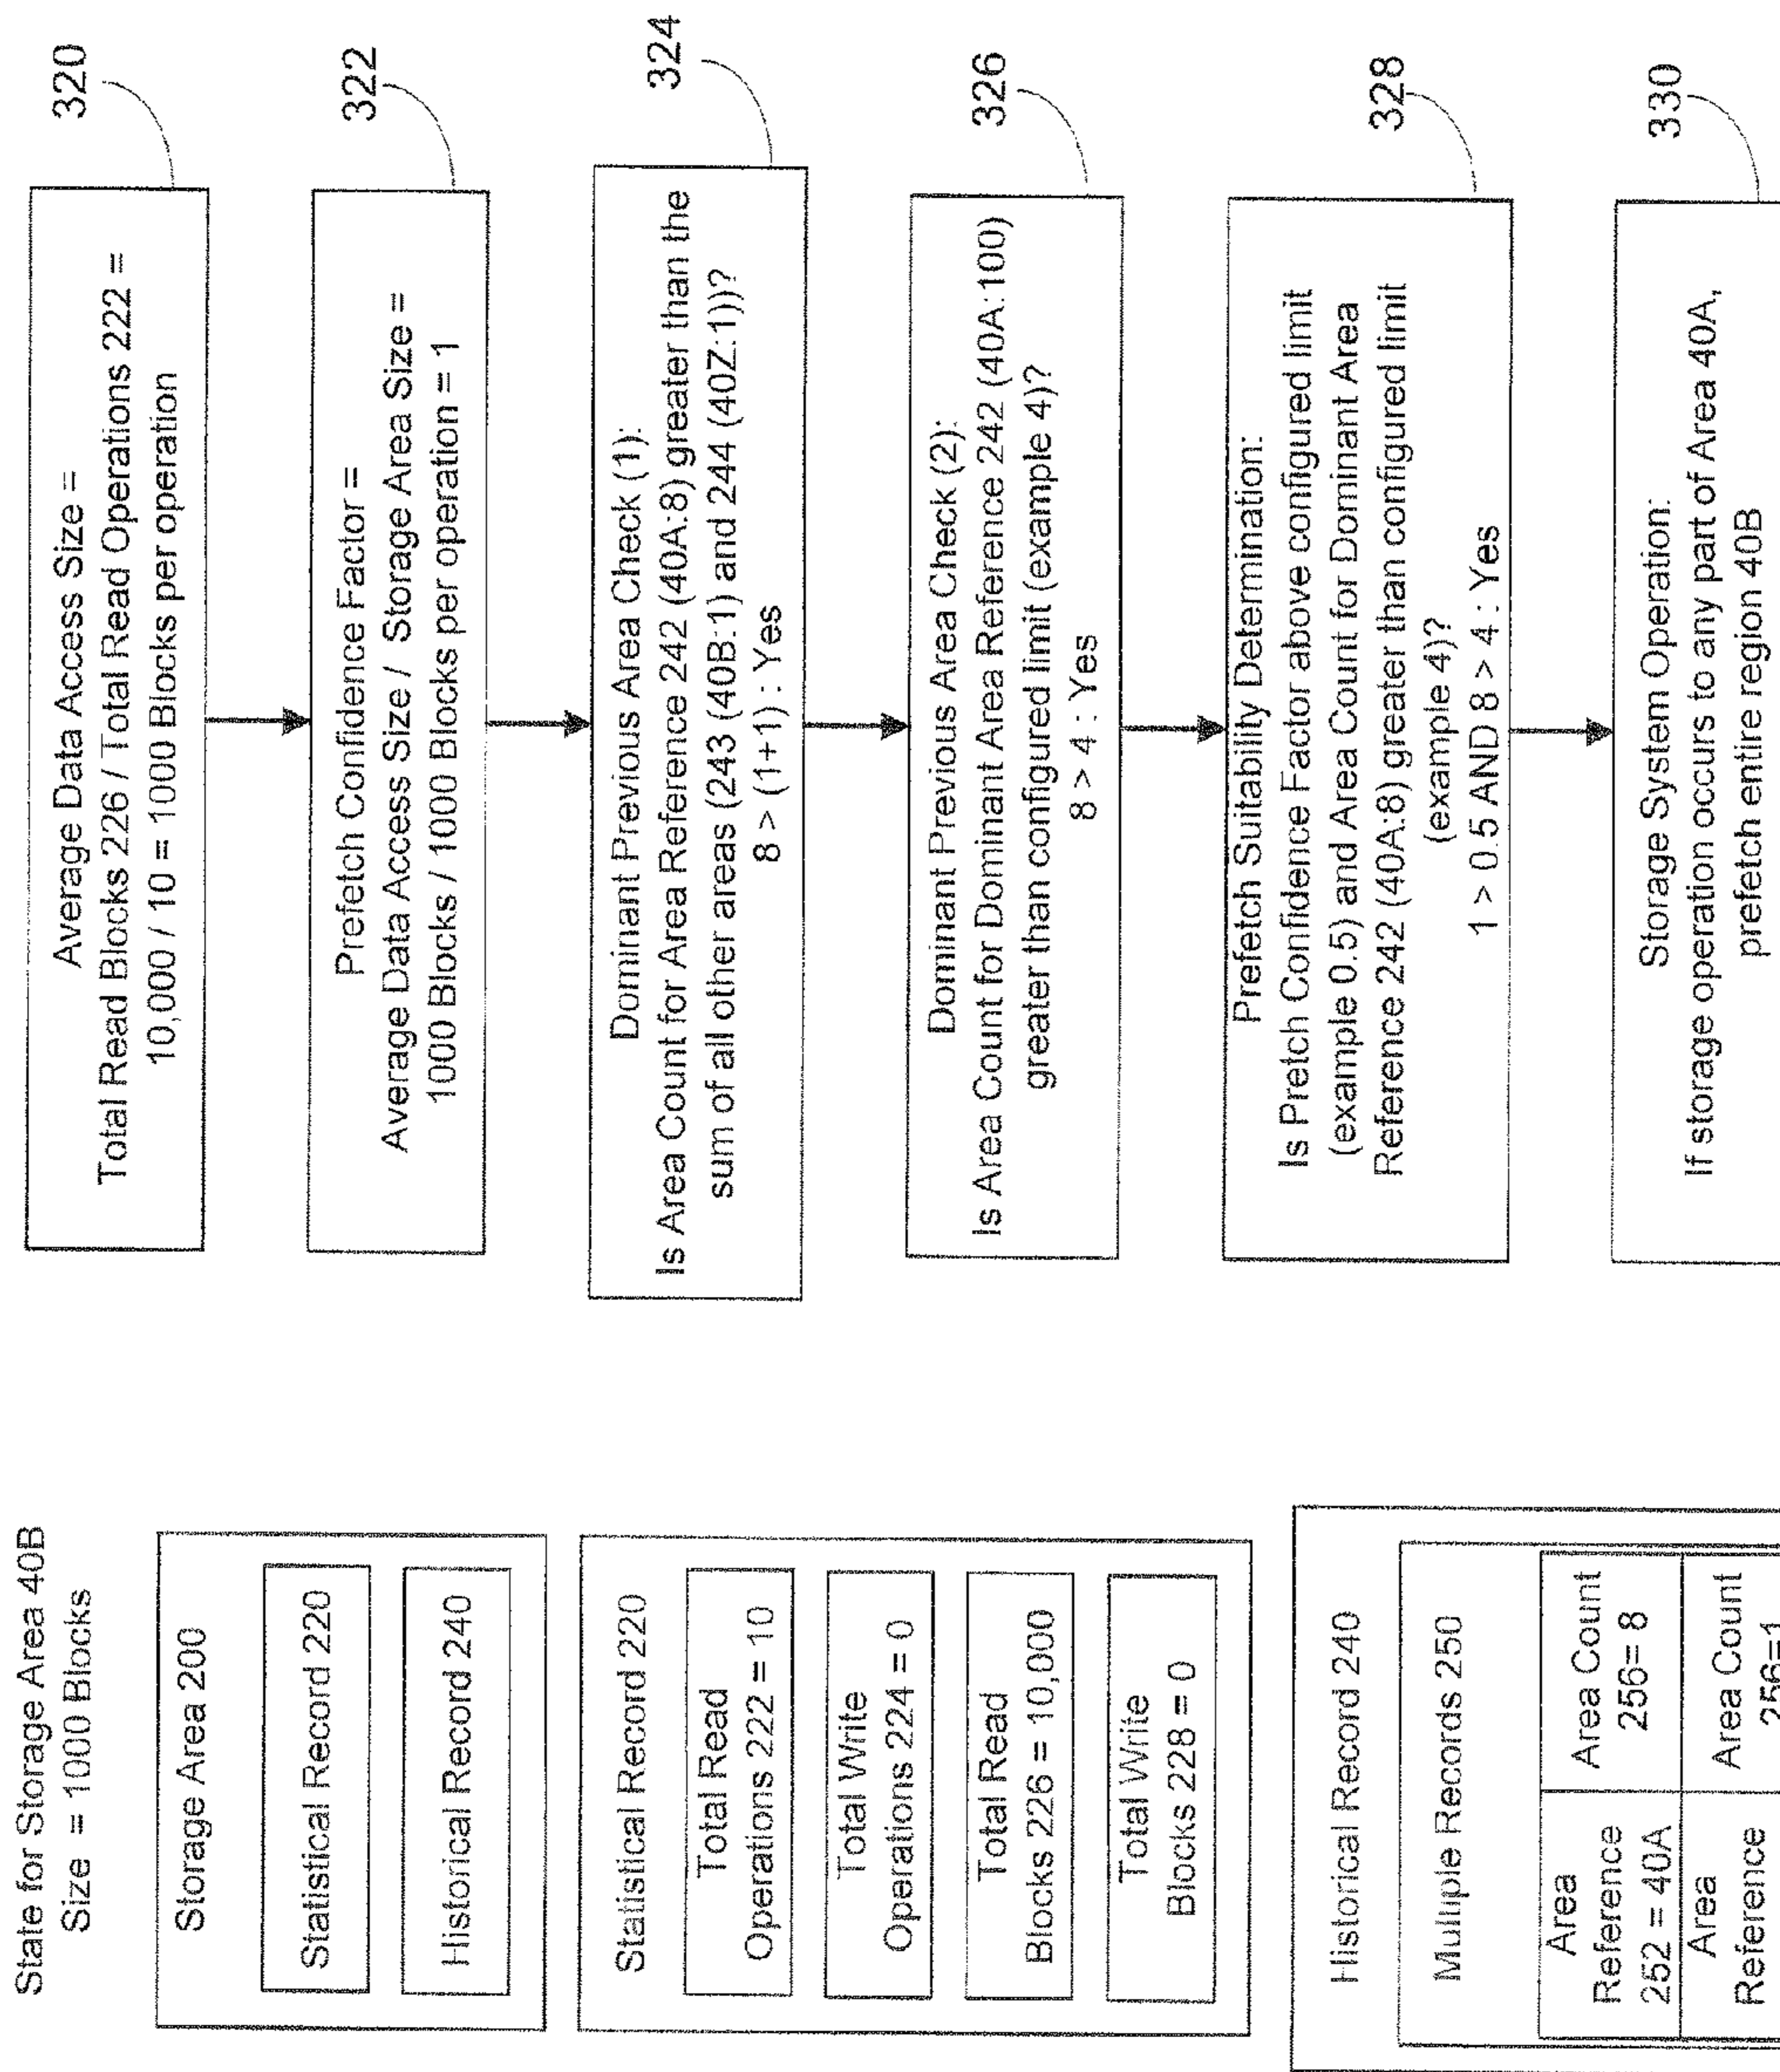 State for Storage Area 40B
Size = 1000 Blocks
Storage Area 200
Statistical Record 220
Historical Record 240
Statistical Record 220
Total Read
Operations 222 = 10
Total Write
Operations 224 = 0
Total Read
Blocks 226 = 10,000
Total Write
Blocks 228 = 0
Historical Record 240
Multiple Records 250
Area
Reference
252 = 40A
Area Count
256= 8
Area
Reference
Area Count
256=1
Average Data Access Size =
Total Read Blocks 226 / Total Read Operations 222 =
10,000 / 10 = 1000 Blocks per operation
320
Prefetch Confidence Factor =
Average Data Access Size / Storage Area Size =
1000 Blocks / 1000 Blocks per operation = 1
322
Dominant Previous Area Check (1):
Is Area Count for Area Reference 242 (40A:8) greater than the
sum of all other areas (243 (40B:1) and 244 (40Z:1))?
8 > (1+1) : Yes
324
Dominant Previous Area Check (2):
Is Area Count for Dominant Area Reference 242 (40A:100)
greater than configured limit (example 4)?
8 > 4 : Yes
326
Prefetch Suitability Determination:
Is Pretch Confidence Factor above configured limit
(example 0.5) and Area Count for Dominant Area
Reference 242 (40A:8) greater than configured limit
(example 4)?
1 > 0.5 AND 8 > 4 : Yes
328
Storage System Operation:
If storage operation occurs to any part of Area 40A,
prefetch entire region 40B
330